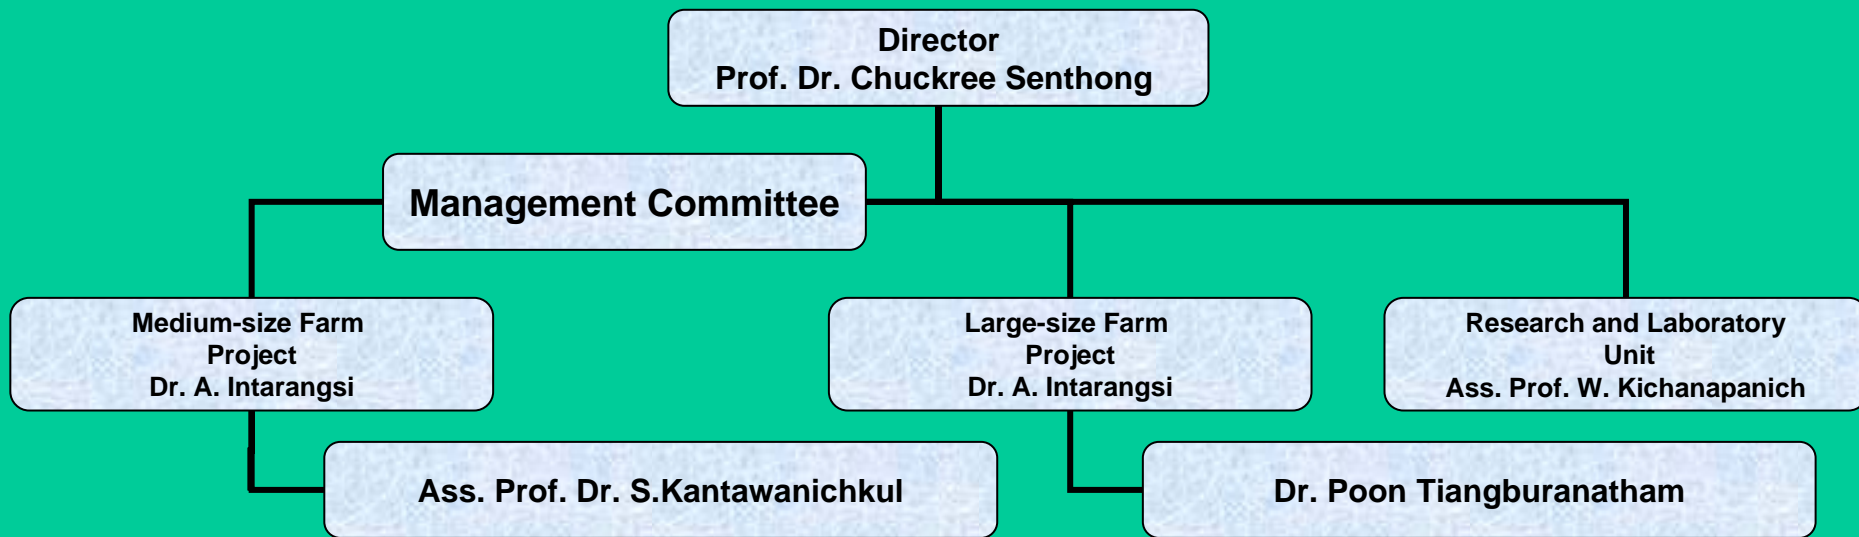 Director
Prof. Dr. Chuckree Senthong
Management Committee
Medium-size Farm
Project
Dr. A. Intarangsi
Large-size Farm
Project
Dr. A. Intarangsi
Research and Laboratory
Unit
Ass. Prof. W. Kichanapanich
Ass. Prof. Dr. S.Kantawanichkul
Dr. Poon Tiangburanatham